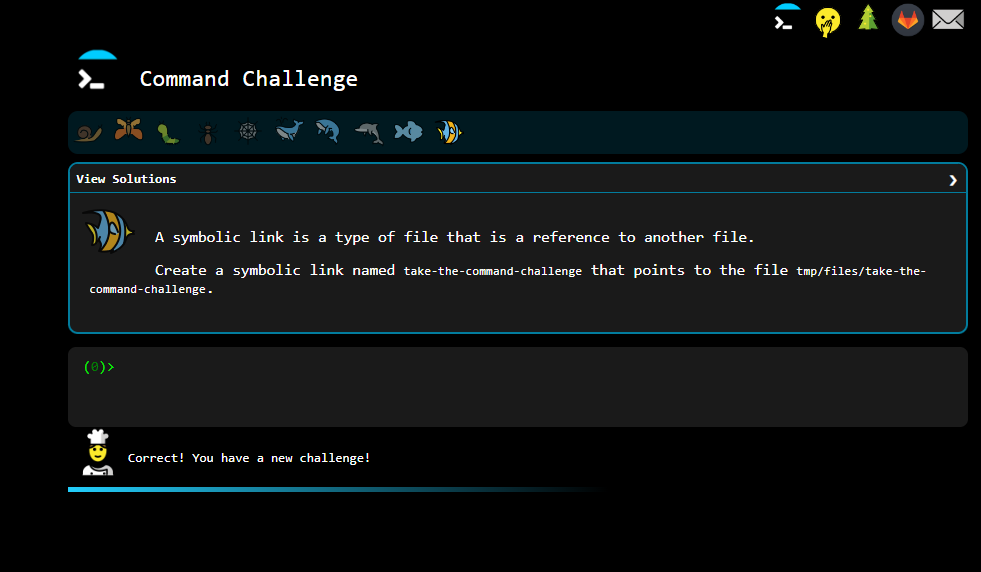 Command Challenge
View Solutions
A symbolic link is a type of file that is a reference to another file.
Create a symbolic link named take-the-command-challenge that points to the file tmp/files/take-the-
command-challenge.
(0)>
Correct! You have a new challenge!